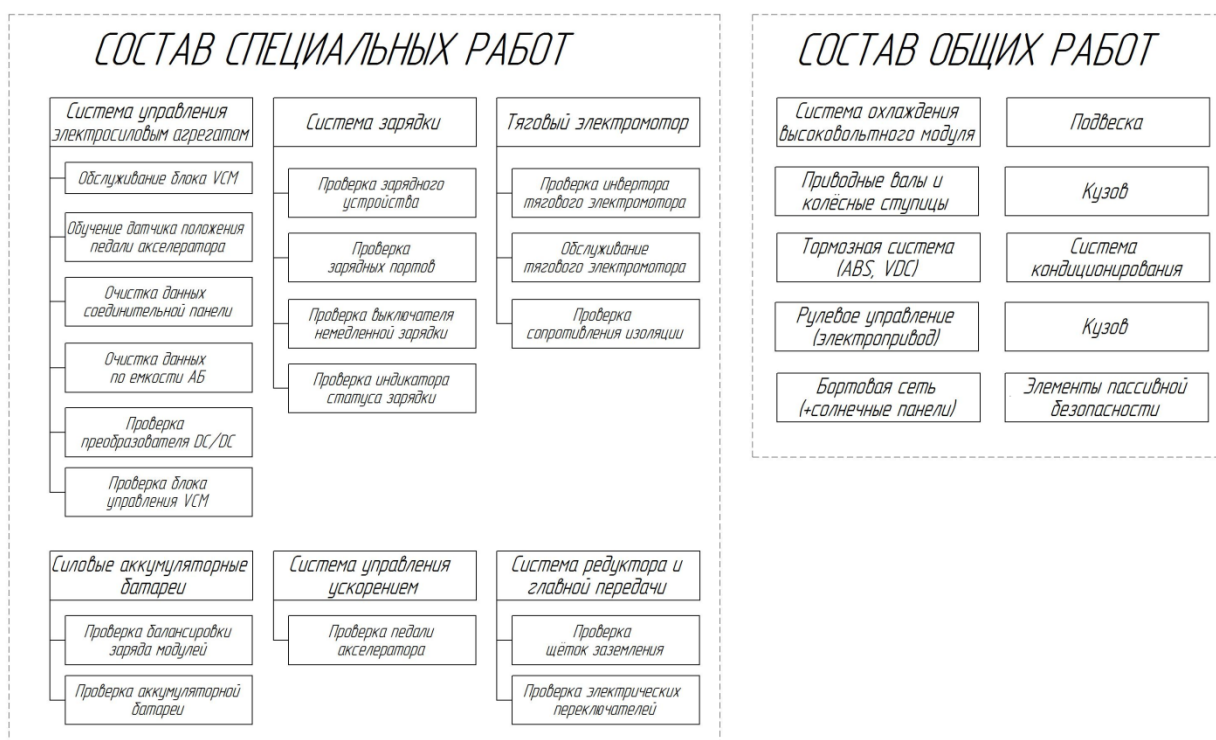 СОСТАВ СПЕЦИАЛЬНЫХ РАБОТ
Система управления
электросиловым агрегатом
Обслуживание блока VCM
Обучение датчика положения
педали акселератора
Очистка данных
соединительной панели
Очистка данных
по емкости АБ
Проверка
преобразователя DC/DC
Проверка блока
управления VCM
Система зарядки
Проверка зарядного
устройства
Проверка
зарядных портов
Проверка выключателя
немедленной зарядки
Проверка индикатора
статуса зарядки
Тяговый электромотор
Проверка инвертора
тягового электромотора
Обслуживание
тягового электромотора
Проверка
сопротивления изоляции
Силовые аккумуляторные
батареи
Проверка балансировки
заряда модулей
Проверка аккумуляторной
батареи
Система управления
ускорением
Проверка педали
акселератора
Система редуктора и
главной передачи
Проверка
щёток заземления
Проверка электрических
переключателей
СОСТАВ ОБЩИХ РАБОТ
Система охлаждения
высоковольтного модуля
Подвеска
Приводные валы и
колёсные ступицы
Кузов
Тормозная система
(ABS, VDC)
Система
кондиционирования
Рулевое управление
(электропривод)
Кузов
Бортовая сеть
(+солнечные панели)
Элементы пассивной
безопасности